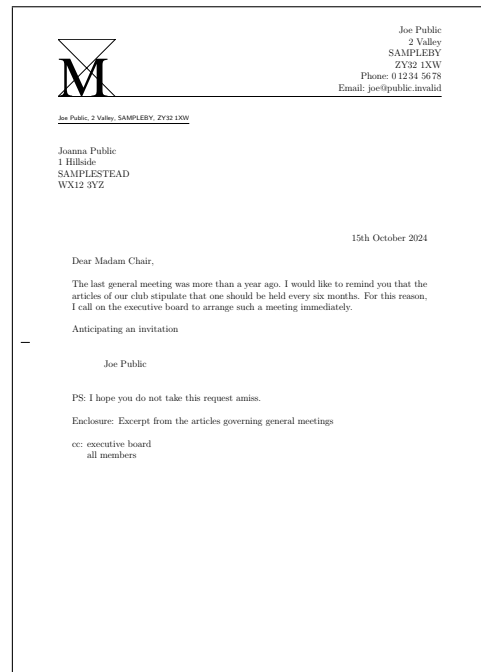 Joe Public
2 Valley
SAMPLEBY
ZY32 1XW
Phone: 0 12 34 56 78
Email: joe@public.invalid
M
Joe Public, 2 Valley, SAMPLEBY, ZY32 1XW
Joanna Public
1 Hillside
SAMPLESTEAD
WX12 3YZ
15th October 2024
Dear Madam Chair,
The last general meeting was more than a year ago. I would like to remind you that the
articles of our club stipulate that one should be held every six months. For this reason,
I call on the executive board to arrange such a meeting immediately.
Anticipating an invitation
Joe Public
PS: I hope you do not take this request amiss.
Enclosure: Excerpt from the articles governing general meetings
cc: executive board
all members